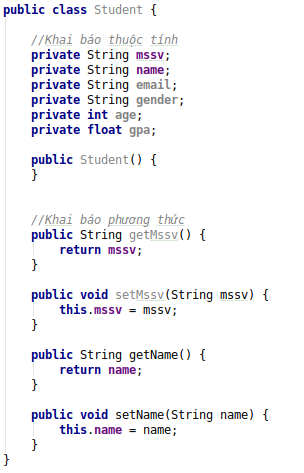 public class Student {
//Khai báo thuộc tính
private String mssv;
private String name;
private String email;
private String gender;
private int age;
private float gpa;
public Student() {
}
//Khai báo phương thức
public String getMssv() {
return mssv;
}
public void setMssv(String mssv) {
this.mssv = mssv;
}
public String getName() {
return name;
}
public void setName(String name) {
this.name = name;
}
}